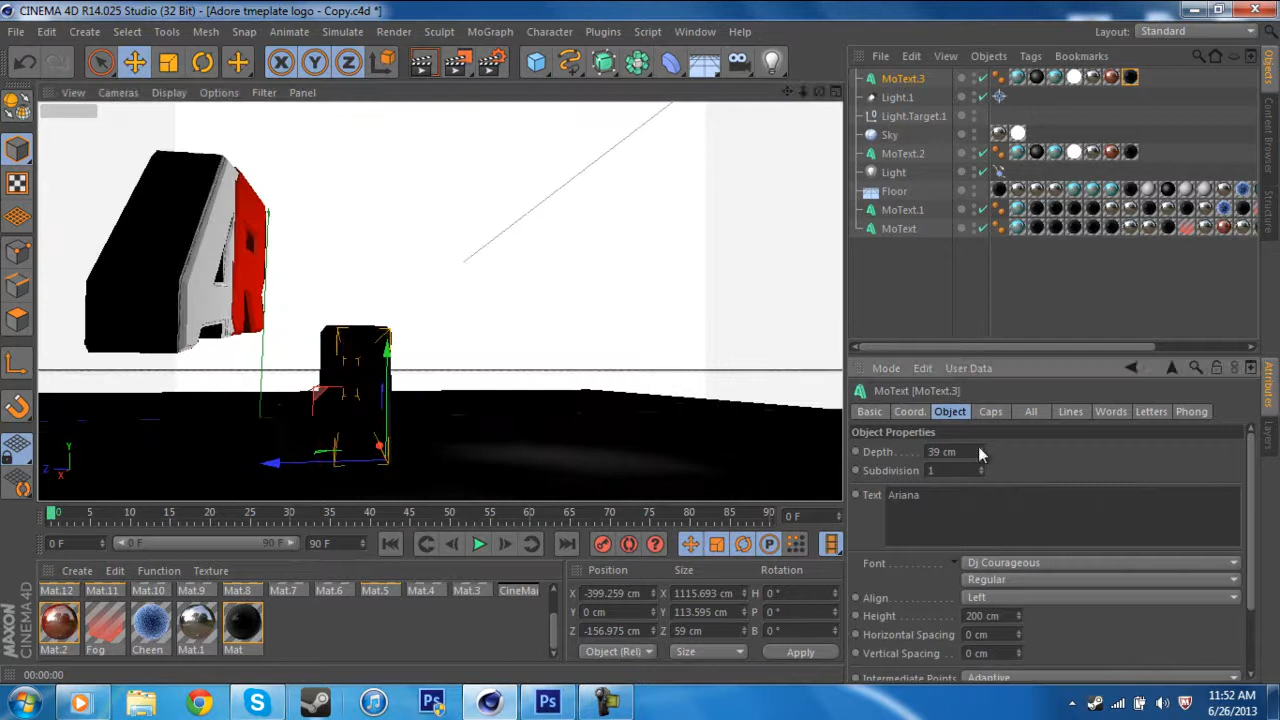 CINEMA 4D R14.025 Studio (32 Bit) - [Adore tmeplate logo - Copy.c4d *]
File Edit Create Select Tools Mesh Snap Animate Simulate Render Sculpt MoGraph Character Plugins Script Window Help Layout: Standard
View Cameras Display Options Filter Panel
File Edit View Objects Tags Bookmarks
MoText.3
Light.1
Light.Target.1
Sky
MoText.2
Light
Floor
MoText.1
MoText
Objects
Content Browser
Structure
Mode Edit User Data
MoText [MoText.3]
Basic Coord. Object Caps All Lines Words Letters Phong
Object Properties
Depth 39 cm
Subdivision 1
Text Ariana
Font Dj Courageous
Regular
Align Left
Height 200 cm
Horizontal Spacing 0 cm
Vertical Spacing 0 cm
Intermediate Points Adaptive
Attributes
Layers
Y
Z
X
0 5 10 15 20 25 30 35 40 45 50 55 60 65 70 75 80 85 90 0 F
0 F 0 F 90 F 90 F
Create Edit Function Texture
Mat.12 Mat.11 Mat.9 Mat.10 Mat.8 Mat.7 Mat.6 Mat.5 Mat.4 Mat.3 CineMai
Mat.2 Fog Cheen Mat.1 Mat
Position Size Rotation
X -399.259 cm X 1115.693 cm H 0 °
Y 0 cm Y 113.595 cm P 0 °
Z -156.975 cm Z 59 cm B 0 °
Object (Rel) Size Apply
MAXON CINEMA 4D
00:00:00
11:52 AM
6/26/2013